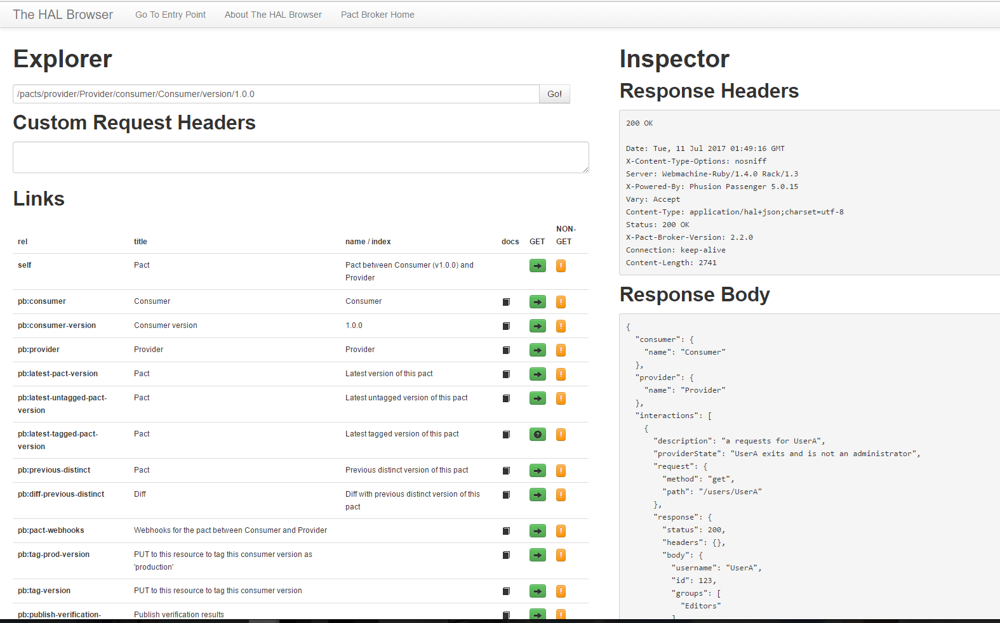 The HAL Browser Go To Entry Point About The HAL Browser Pact Broker Home
Explorer
/pacts/provider/Provider/consumer/Consumer/version/1.0.0 Go!
Custom Request Headers
Links
rel title name / index docs GET NON-
GET
self Pact Pact between Consumer (v1.0.0) and
Provider
pb:consumer Consumer Consumer
pb:consumer-version Consumer version 1.0.0
pb:provider Provider Provider
pb:latest-pact-version Pact Latest version of this pact
pb:latest-untagged-pact- Pact Latest untagged version of this pact
version
pb:latest-tagged-pact- Pact Latest tagged version of this pact
version
pb:previous-distinct Pact Previous distinct version of this pact
pb:diff-previous-distinct Diff Diff with previous distinct version of this
pact
pb:pact-webhooks Webhooks for the pact between Consumer and Provider
pb:tag-prod-version PUT to this resource to tag this consumer version as
'production'
pb:tag-version PUT to this resource to tag this consumer version
pb:publish-verification- Publish verification results
Inspector
Response Headers
200 OK
Date: Tue, 11 Jul 2017 01:49:16 GMT
X-Content-Type-Options: nosniff
Server: Webmachine-Ruby/1.4.0 Rack/1.3
X-Powered-By: Phusion Passenger 5.0.15
Vary: Accept
Content-Type: application/hal+json;charset=utf-8
Status: 200 OK
X-Pact-Broker-Version: 2.2.0
Connection: keep-alive
Content-Length: 2741
Response Body
{
"consumer": {
"name": "Consumer"
},
"provider": {
"name": "Provider"
},
"interactions": [
{
"description": "a requests for UserA",
"providerState": "UserA exits and is not an administrator",
"request": {
"method": "get",
"path": "/users/UserA"
},
"response": {
"status": 200,
"headers": {},
"body": {
"username": "UserA",
"id": 123,
"groups": [
"Editors"
]